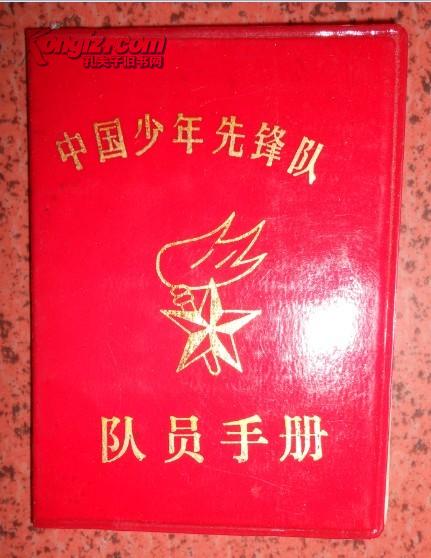 kongfz.com
孔夫子旧书网
中国少年先锋队
队员手册